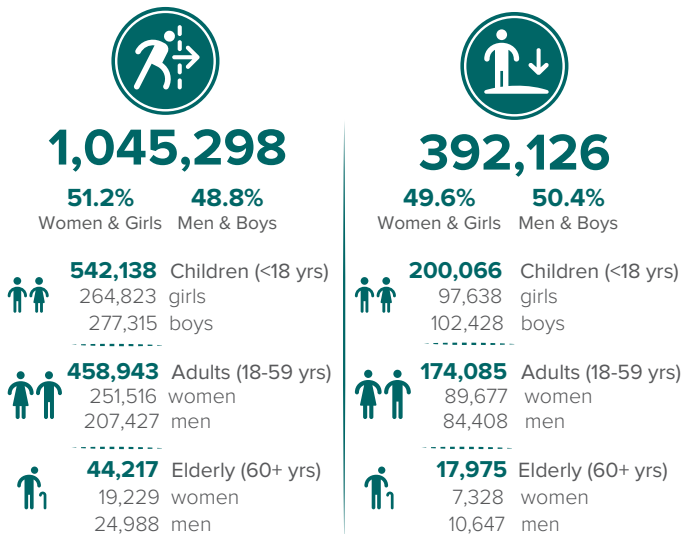 1,045,298
51.2% 48.8%
Women & Girls Men & Boys
542,138 Children (<18 yrs)
264,823 girls
277,315 boys
458,943 Adults (18-59 yrs)
251,516 women
207,427 men
44,217 Elderly (60+ yrs)
19,229 women
24,988 men
392,126
49.6% 50.4%
Women & Girls Men & Boys
200,066 Children (<18 yrs)
97,638 girls
102,428 boys
174,085 Adults (18-59 yrs)
89,677 women
84,408 men
17,975 Elderly (60+ yrs)
7,328 women
10,647 men